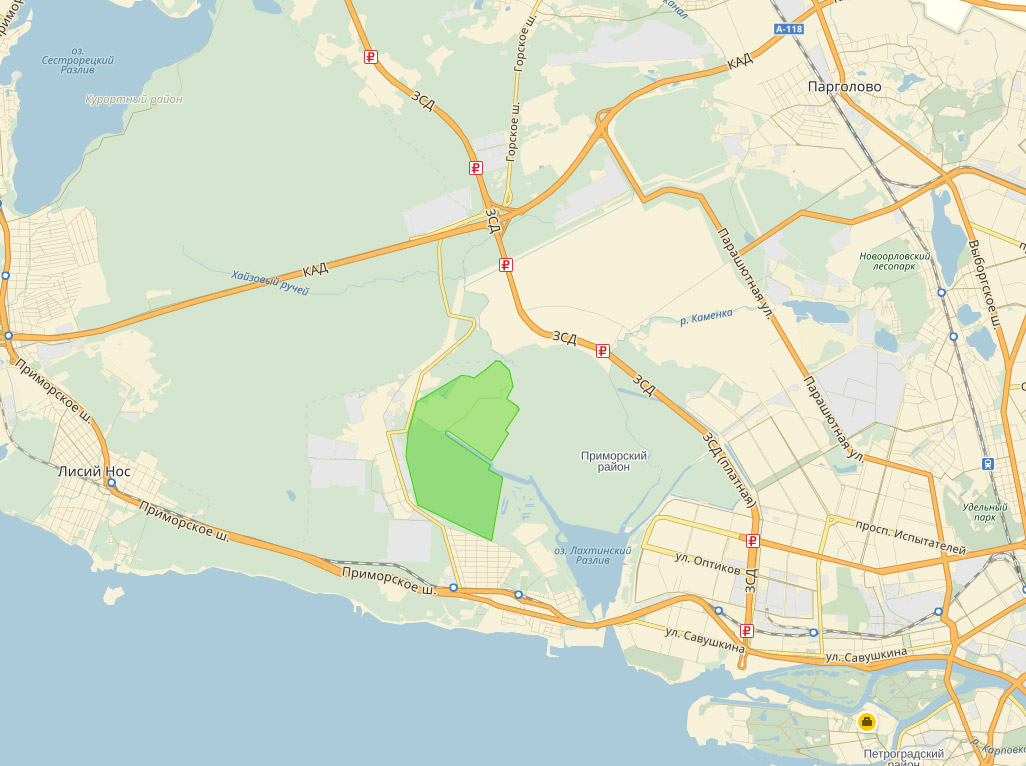 канал
Горское ш.
А-118
Примор
оз.
Сестрорецкий
Разлив
КАД
Парголово
Курортный район
ЗСД
Горское ш.
ЗСД
Парашютная ул.
Выборгское ш.
Новоорловский
лесопарк
КАД
Хайзовый ручей
р. Каменка
ЗСД
ЗСД
Приморское ш.
Парашютная ул.
ЗСД (платная)
Приморский
район
Лисий Нос
Удельный
парк
Приморское ш.
просп. Испытателей
оз. Лахтинский
Разлив
ул. Оптиков
ЗСД
Приморское ш.
ул. Савушкина
ул. Савушкина
р. Карповка
Петроградский
район